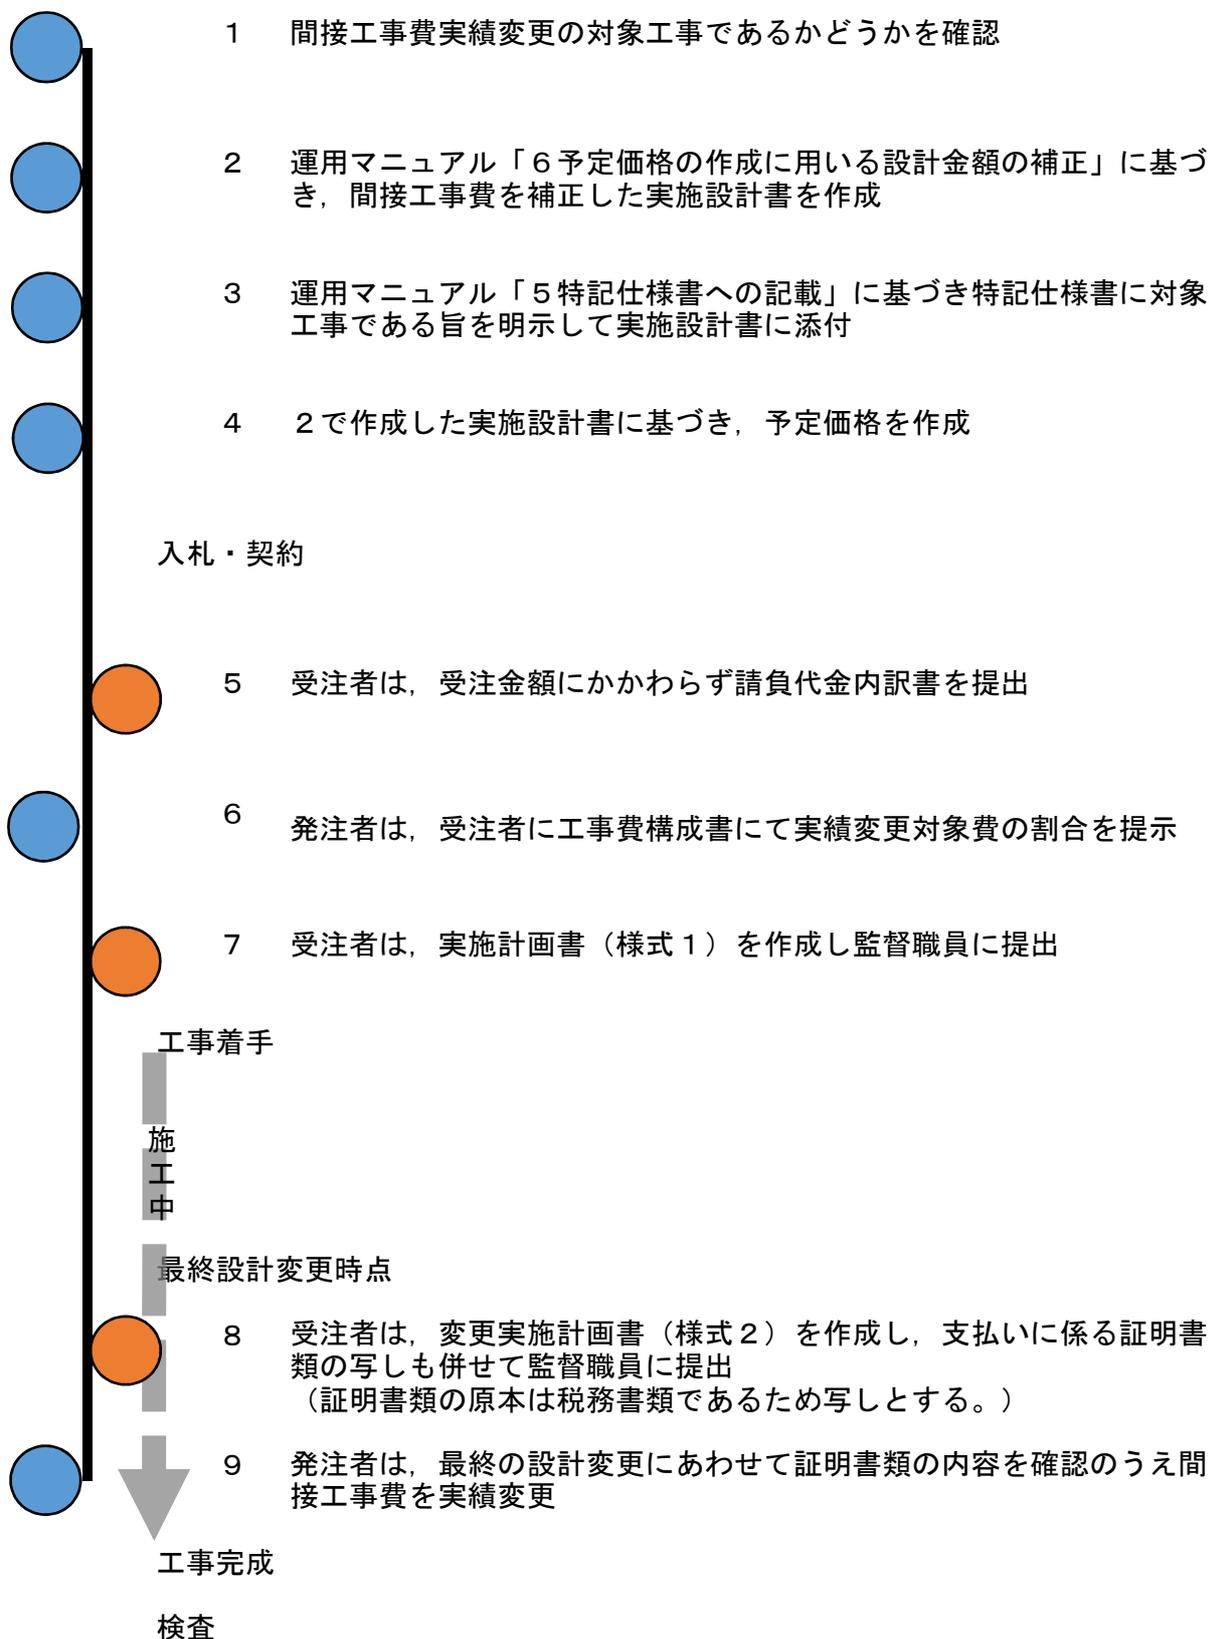 1 間接工事費実績変更の対象工事であるかどうかを確認
2 運用マニュアル「６予定価格の作成に用いる設計金額の補正」に基づ
き，間接工事費を補正した実施設計書を作成
3 運用マニュアル「５特記仕様書への記載」に基づき特記仕様書に対象
工事である旨を明示して実施設計書に添付
4 ２で作成した実施設計書に基づき，予定価格を作成
入札・契約
5 受注者は，受注金額にかかわらず請負代金内訳書を提出
6 発注者は，受注者に工事費構成書にて実績変更対象費の割合を提示
7 受注者は，実施計画書（様式１）を作成し監督職員に提出
工事着手
施
工
中
最終設計変更時点
8 受注者は，変更実施計画書（様式２）を作成し，支払いに係る証明書
類の写しも併せて監督職員に提出
（証明書類の原本は税務書類であるため写しとする。）
9 発注者は，最終の設計変更にあわせて証明書類の内容を確認のうえ間
接工事費を実績変更
工事完成
検査